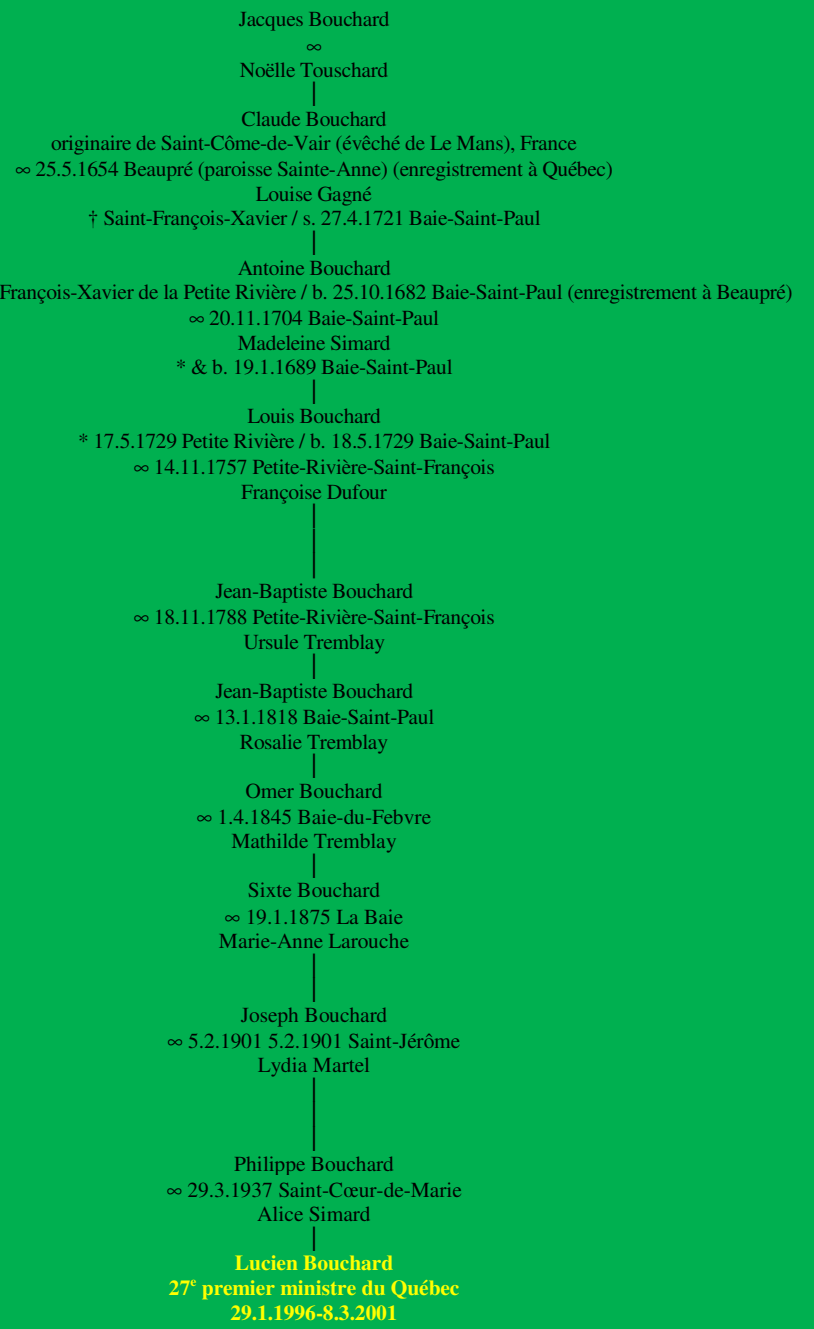 Jacques Bouchard
∞
Noëlle Touschard
Claude Bouchard
originaire de Saint-Côme-de-Vair (évêché de Le Mans), France
∞ 25.5.1654 Beaupré (paroisse Sainte-Anne) (enregistrement à Québec)
Louise Gagné
† Saint-François-Xavier / s. 27.4.1721 Baie-Saint-Paul
Antoine Bouchard
François-Xavier de la Petite Rivière / b. 25.10.1682 Baie-Saint-Paul (enregistrement à Beaupré)
∞ 20.11.1704 Baie-Saint-Paul
Madeleine Simard
* & b. 19.1.1689 Baie-Saint-Paul
Louis Bouchard
* 17.5.1729 Petite Rivière / b. 18.5.1729 Baie-Saint-Paul
∞ 14.11.1757 Petite-Rivière-Saint-François
Françoise Dufour
Jean-Baptiste Bouchard
∞ 18.11.1788 Petite-Rivière-Saint-François
Ursule Tremblay
Jean-Baptiste Bouchard
∞ 13.1.1818 Baie-Saint-Paul
Rosalie Tremblay
Omer Bouchard
∞ 1.4.1845 Baie-du-Febvre
Mathilde Tremblay
Sixte Bouchard
∞ 19.1.1875 La Baie
Marie-Anne Larouche
Joseph Bouchard
∞ 5.2.1901 5.2.1901 Saint-Jérôme
Lydia Martel
Philippe Bouchard
∞ 29.3.1937 Saint-Cœur-de-Marie
Alice Simard
Lucien Bouchard
27e premier ministre du Québec
29.1.1996-8.3.2001